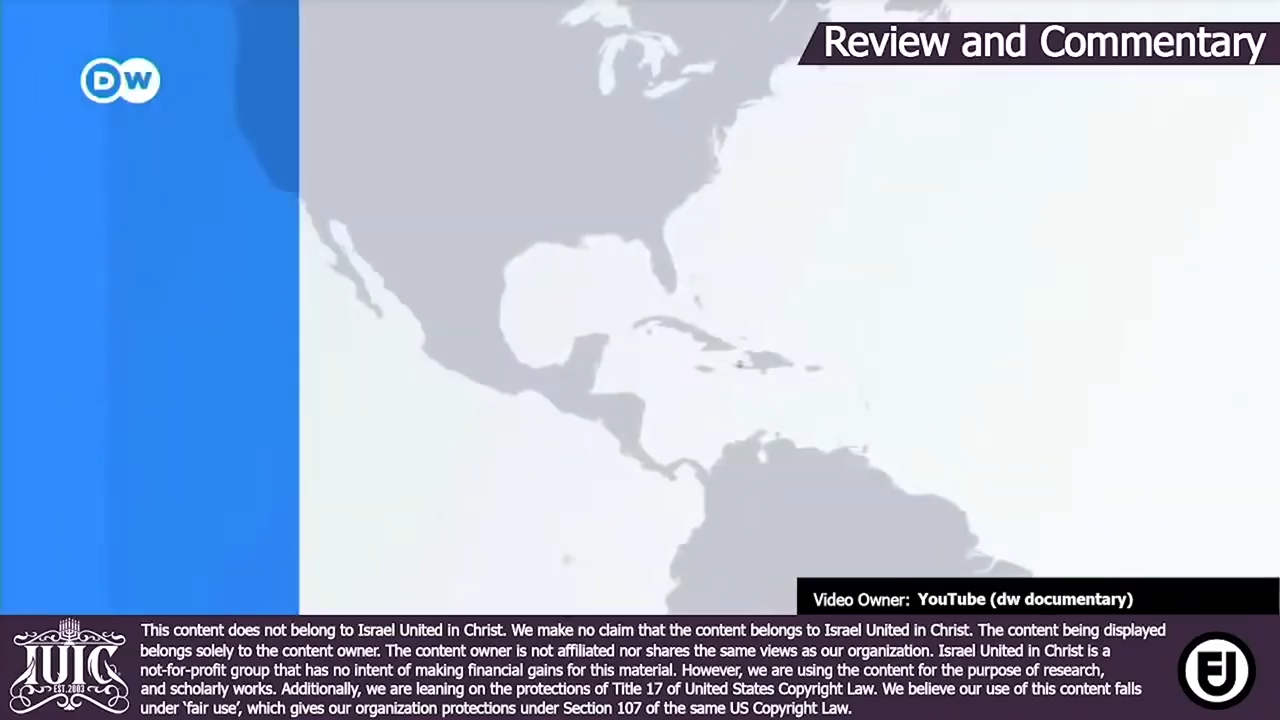 Review and Commentary
DW
Video Owner: YouTube (dw documentary)
This content does not belong to Israel United in Christ. We make no claim that the content belongs to Israel United in Christ. The content being displayed
belongs solely to the content owner. The content owner is not affiliated nor shares the same views as our organization. Israel United in Christ is a
not-for-profit group that has no intent of making financial gains for this material. However, we are using the content for the purpose of research,
and scholarly works. Additionally, we are leaning on the protections of Title 17 of United States Copyright Law. We believe our use of this content falls
under 'fair use', which gives our organization protections under Section 107 of the same US Copyright Law.
IUIC
EST. 2003